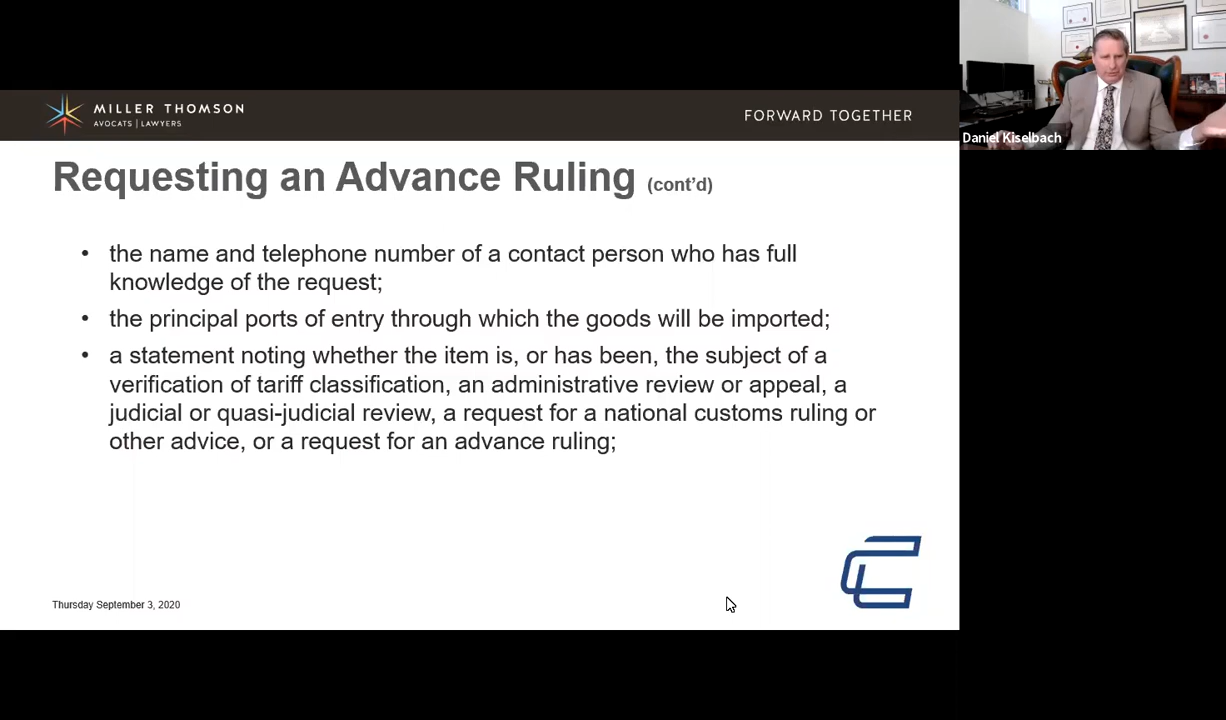 MILLER THOMSON
AVOCATS | LAWYERS
FORWARD TOGETHER
Daniel Kiselbach
Requesting an Advance Ruling (cont'd)
• the name and telephone number of a contact person who has full
knowledge of the request;
• the principal ports of entry through which the goods will be imported;
• a statement noting whether the item is, or has been, the subject of a
verification of tariff classification, an administrative review or appeal, a
judicial or quasi-judicial review, a request for a national customs ruling or
other advice, or a request for an advance ruling;
Thursday September 3, 2020